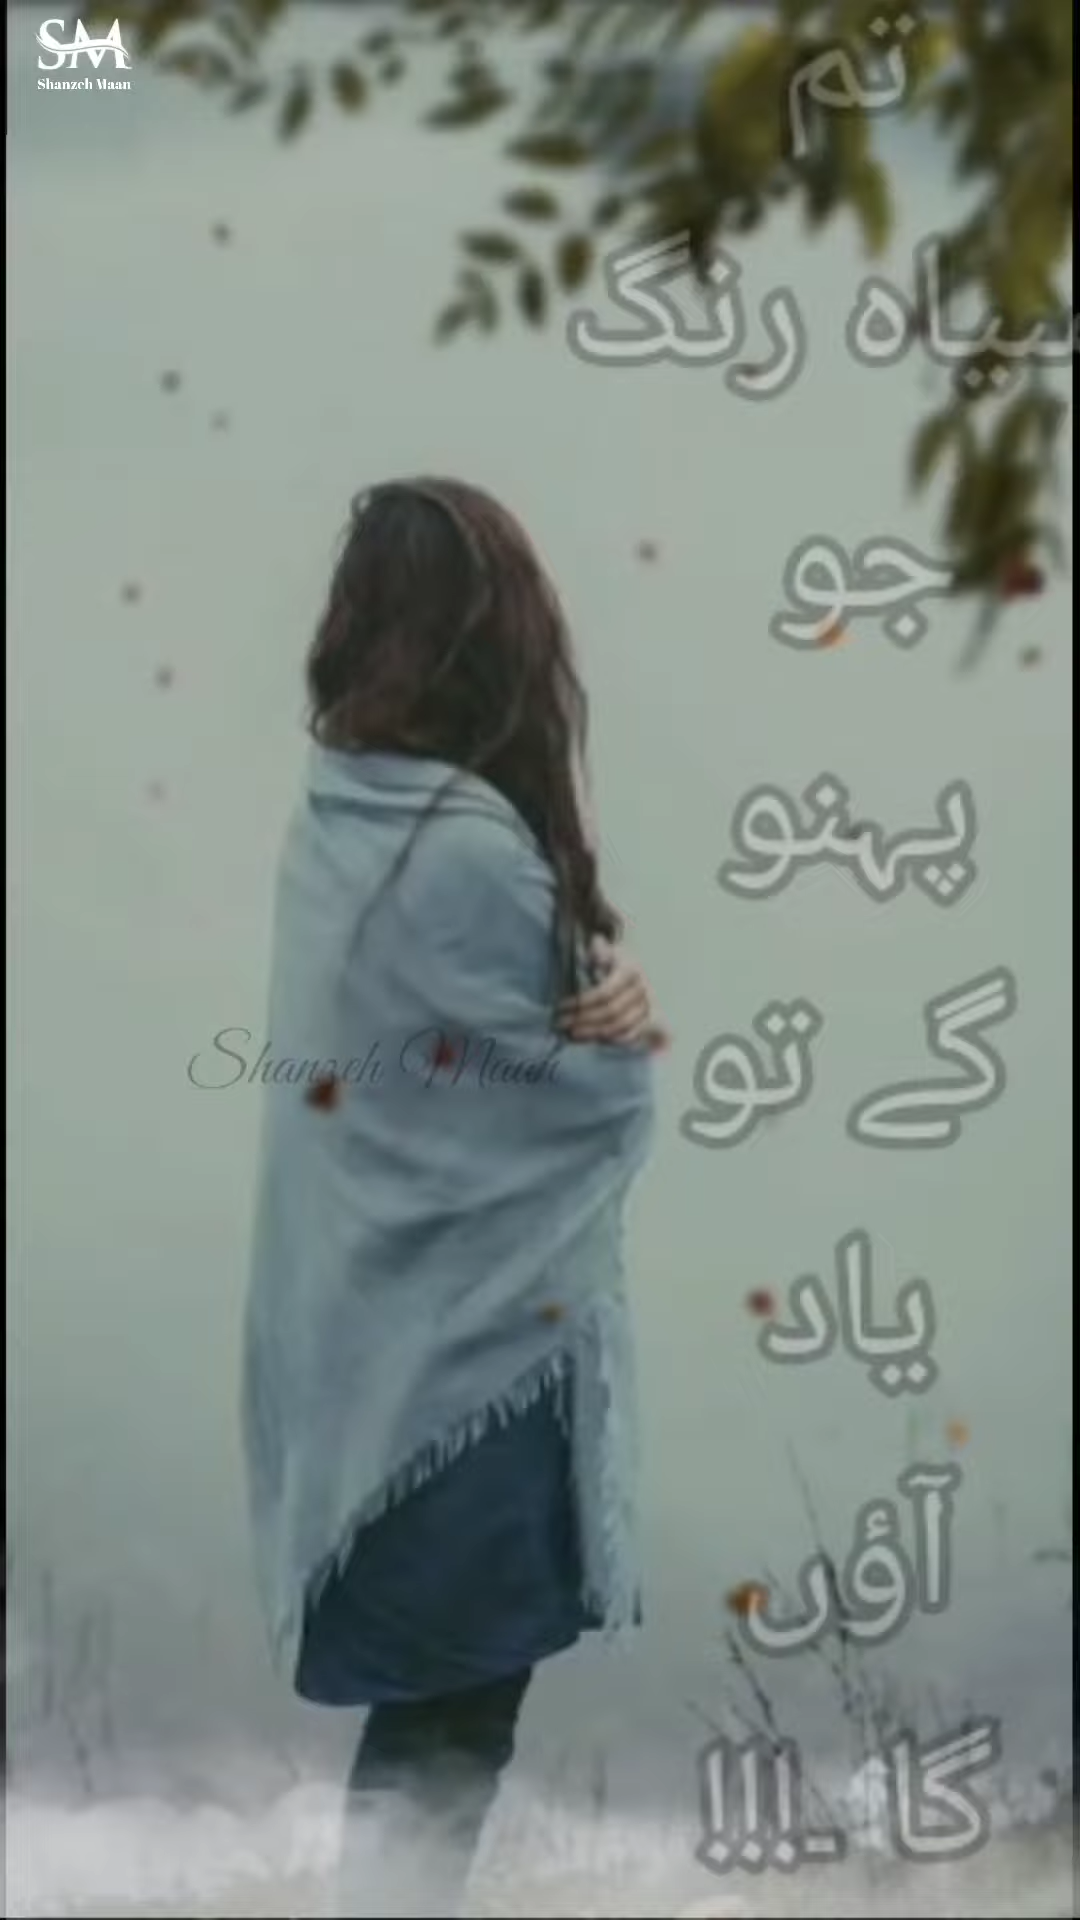 SM
Shanzeh Maan
تم
سیاہ رنگ
جو
پہنو
گے تو
یاد
آؤں
گا ۔!!!
Shanzeh Maan